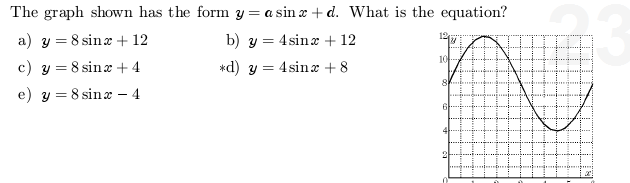 The graph shown has the form y = a sin x + d. What is the equation?
a) y = 8 sin x + 12
b) y = 4 sin x + 12
c) y = 8 sin x + 4
*d) y = 4 sin x + 8
e) y = 8 sin x − 4
23
12 y
10
8
6
4
2
x
0